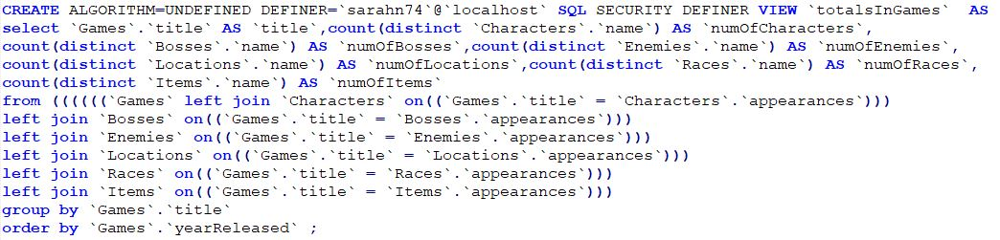 CREATE ALGORITHM=UNDEFINED DEFINER=`sarahn74`@`localhost` SQL SECURITY DEFINER VIEW `totalsInGames`  AS
select `Games`.`title` AS `title`,count(distinct `Characters`.`name`) AS `numOfCharacters`,
count(distinct `Bosses`.`name`) AS `numOfBosses`,count(distinct `Enemies`.`name`) AS `numOfEnemies`,
count(distinct `Locations`.`name`) AS `numOfLocations`,count(distinct `Races`.`name`) AS `numOfRaces`,
count(distinct `Items`.`name`) AS `numOfItems`
from ((((((`Games` left join `Characters` on((`Games`.`title` = `Characters`.`appearances`)))
left join `Bosses` on((`Games`.`title` = `Bosses`.`appearances`)))
left join `Enemies` on((`Games`.`title` = `Enemies`.`appearances`)))
left join `Locations` on((`Games`.`title` = `Locations`.`appearances`)))
left join `Races` on((`Games`.`title` = `Races`.`appearances`)))
left join `Items` on((`Games`.`title` = `Items`.`appearances`)))
group by `Games`.`title`
order by `Games`.`yearReleased` ;